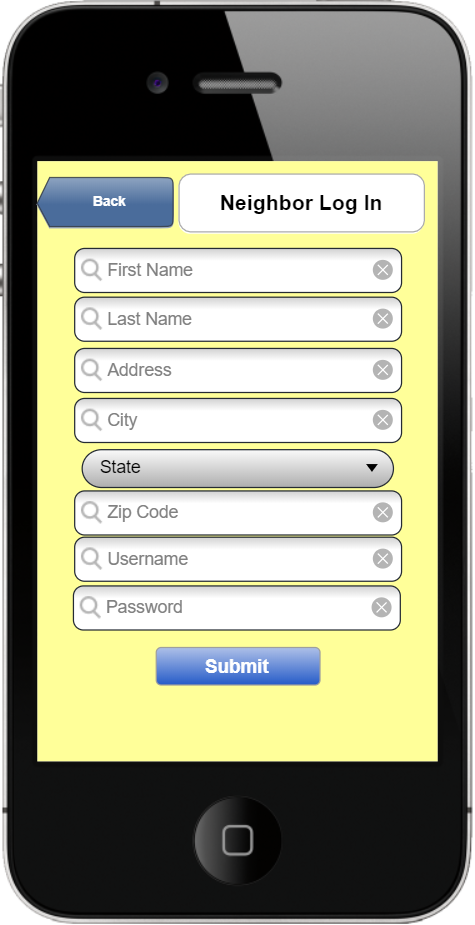 Back
Neighbor Log In
First Name
Last Name
Address
City
State
Zip Code
Username
Password
Submit